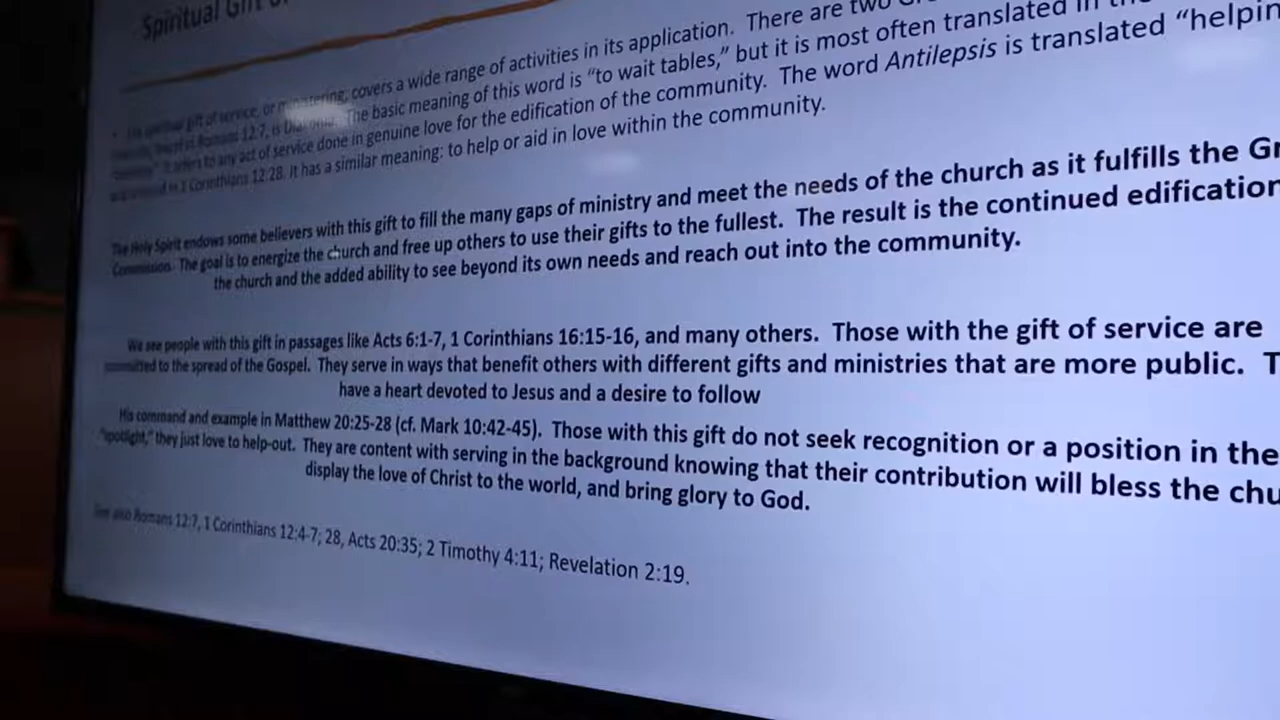 Spiritual Gift of
spiritual gift of service, or ministering, covers a wide range of activities in its application. There are two
Romans 12:7, is The basic meaning of this word is “to wait tables,” but it is most often translated in
It refers to any act of service done in genuine love for the edification of the community. The word Antilepsis is translated “helpin
in 1 Corinthians 12:28. It has a similar meaning: to help or aid in love within the community.
The Holy Spirit endows some believers with this gift to fill the many gaps of ministry and meet the needs of the church as it fulfills the Gr
Commission. The goal is to energize the church and free up others to use their gifts to the fullest. The result is the continued edification
the church and the added ability to see beyond its own needs and reach out into the community.
We see people with this gift in passages like Acts 6:1-7, 1 Corinthians 16:15-16, and many others. Those with the gift of service are
committed to the spread of the Gospel. They serve in ways that benefit others with different gifts and ministries that are more public. T
have a heart devoted to Jesus and a desire to follow
His command and example in Matthew 20:25-28 (cf. Mark 10:42-45). Those with this gift do not seek recognition or a position in the
“spotlight,” they just love to help-out. They are content with serving in the background knowing that their contribution will bless the chu
display the love of Christ to the world, and bring glory to God.
See also Romans 12:7, 1 Corinthians 12:4-7; 28, Acts 20:35; 2 Timothy 4:11; Revelation 2:19.